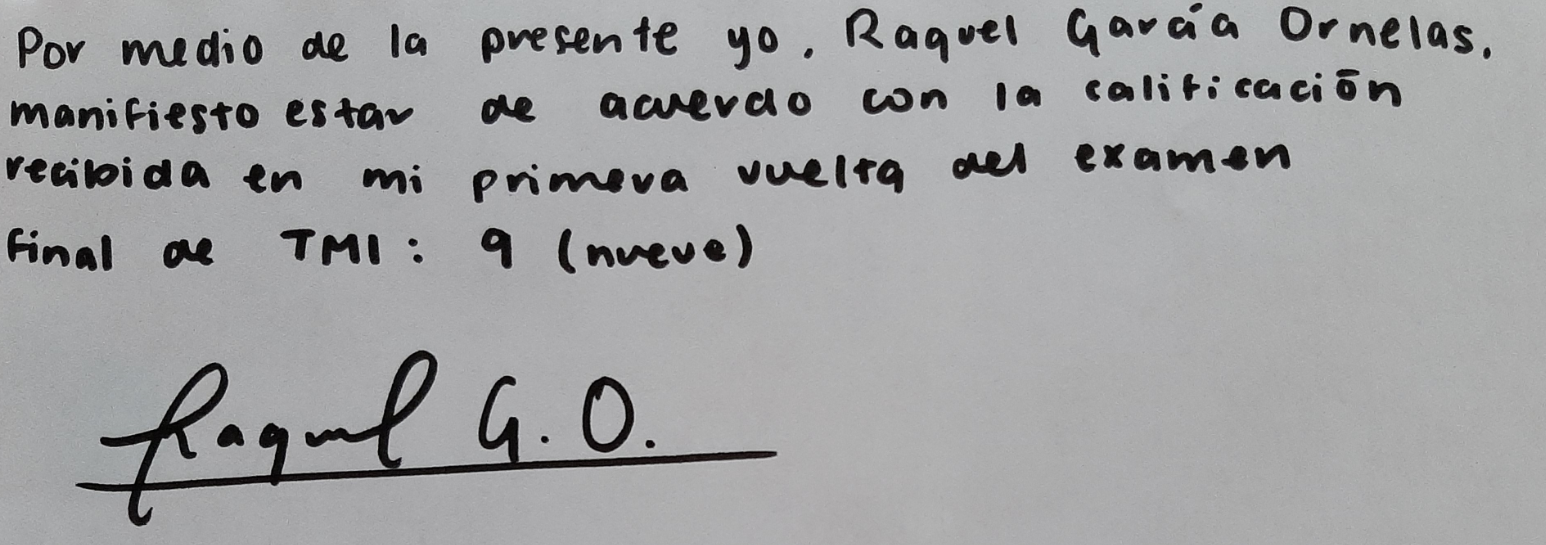 Por medio de la presente yo, Raquel García Ornelas,
manifiesto estar de acuerdo con la calificación
recibida en mi primera vuelta del examen
final de TMI: 9 (nueve)
Raquel G.O.